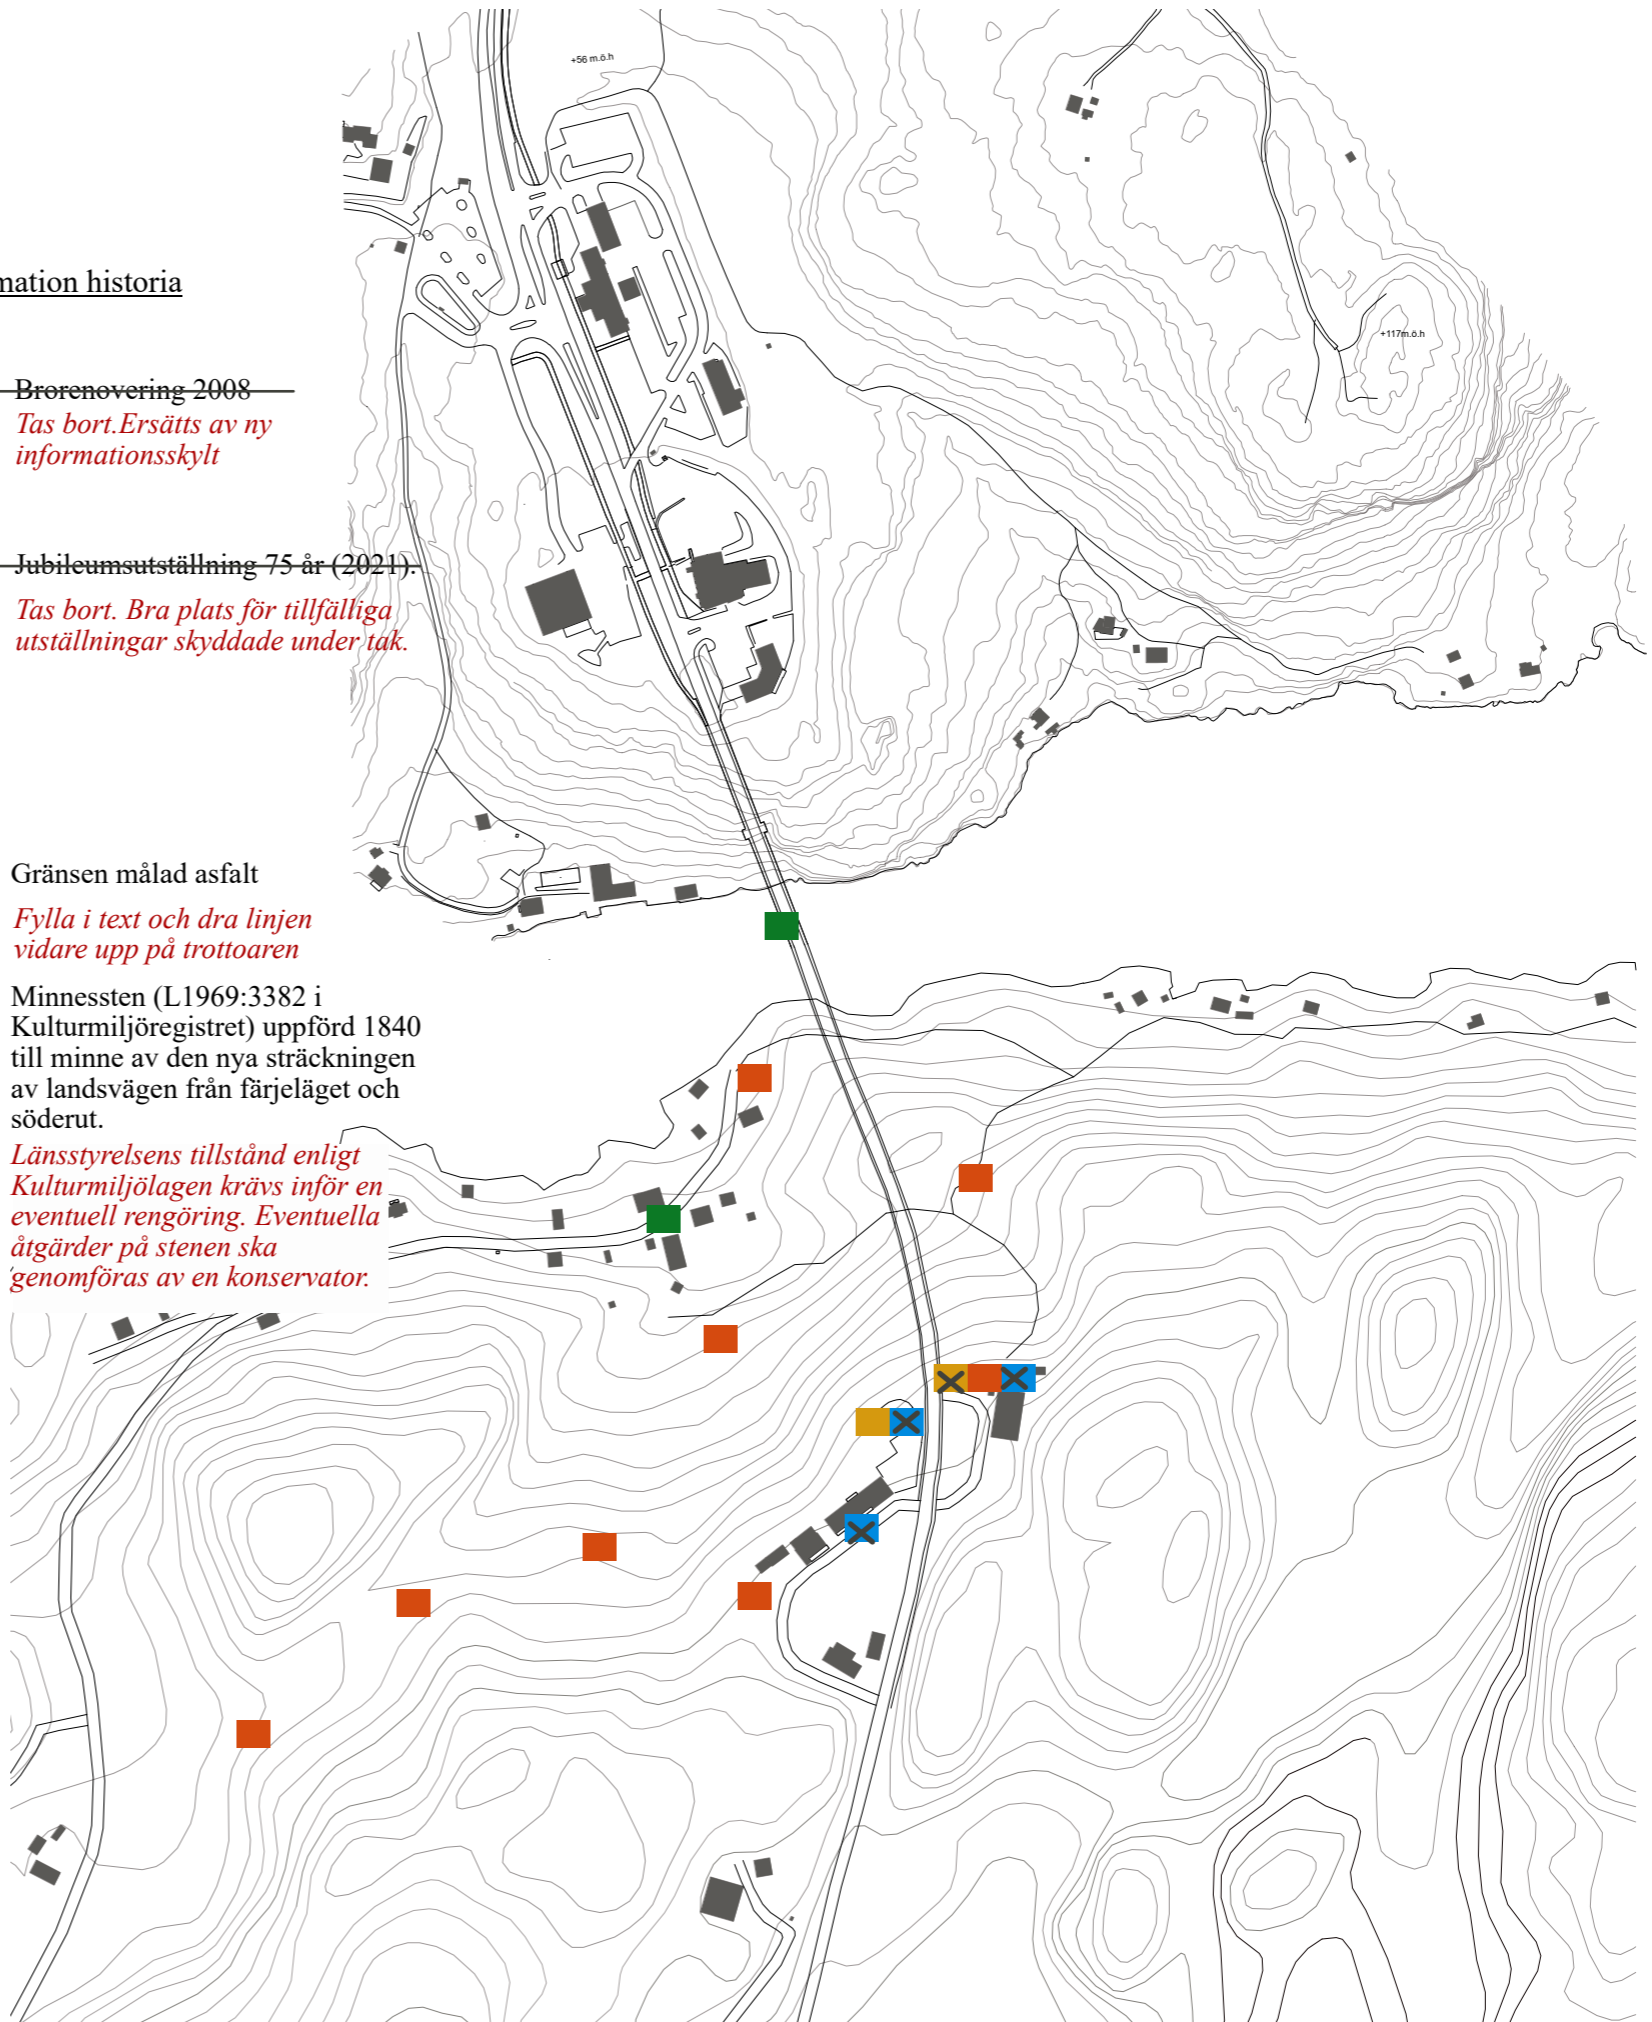 +56 m.ö.h
mation historia
+117m.ö.h
Brorenovering 2008
Tas bort.Ersätts av ny
informationsskylt
Jubileumsutställning 75 år (2021).
Tas bort. Bra plats för tillfälliga
utställningar skyddade under tak.
Gränsen målad asfalt
Fylla i text och dra linjen
vidare upp på trottoaren
Minnessten (L1969:3382 i
Kulturmiljöregistret) uppförd 1840
till minne av den nya sträckningen
av landsvägen från färjeläget och
söderut.
Länsstyrelsens tillstånd enligt
Kulturmiljölagen krävs inför en
eventuell rengöring. Eventuella
åtgärder på stenen ska
genomföras av en konservator.